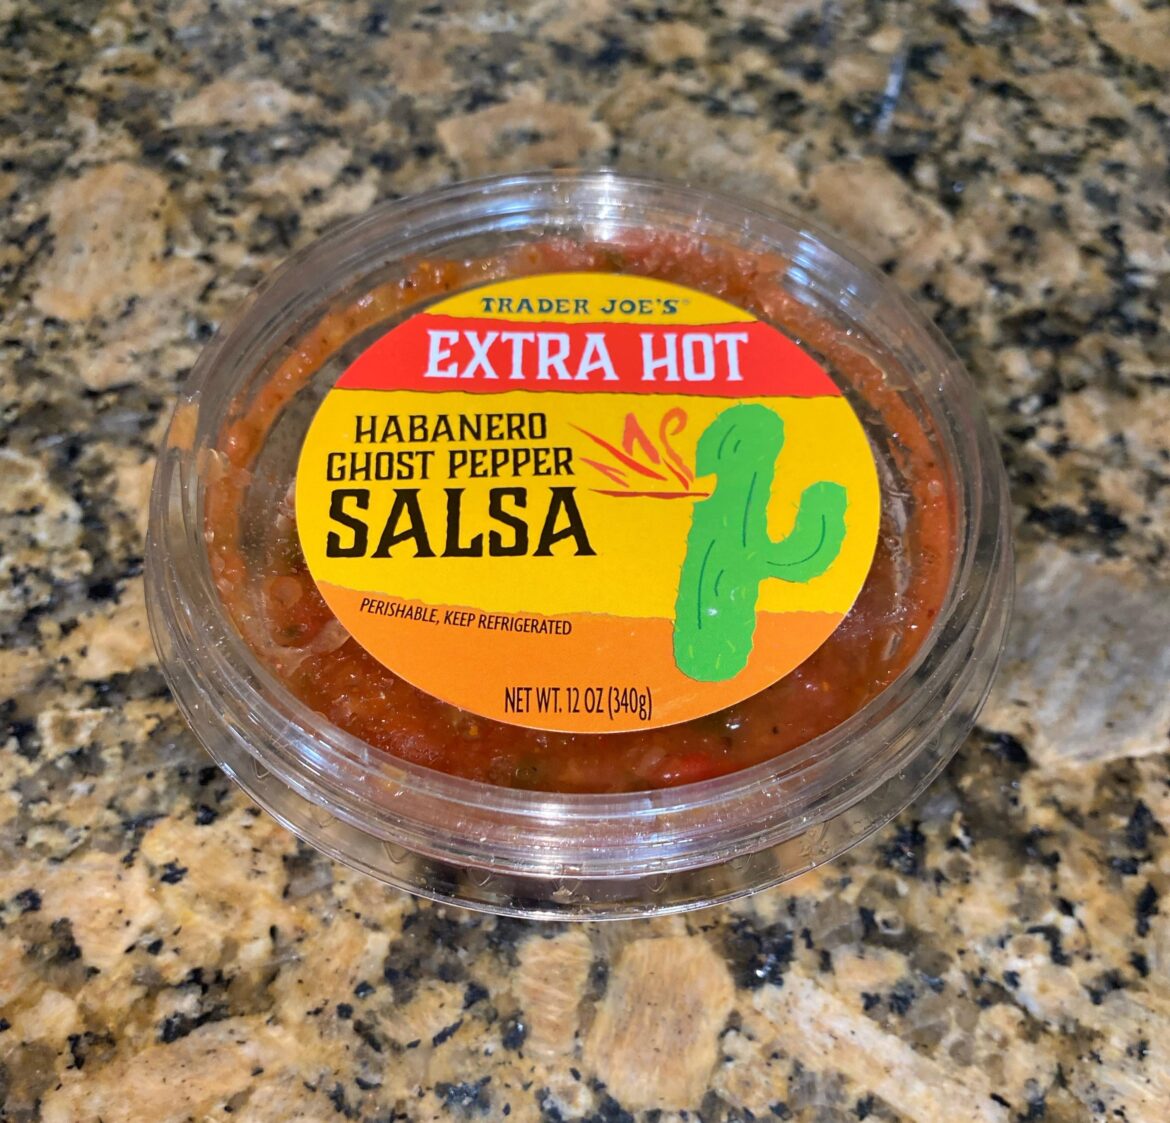 TRADER JOE'S®
EXTRA HOT
HABANERO
GHOST PEPPER
SALSA
PERISHABLE, KEEP REFRIGERATED
NET WT. 12 OZ (340g)